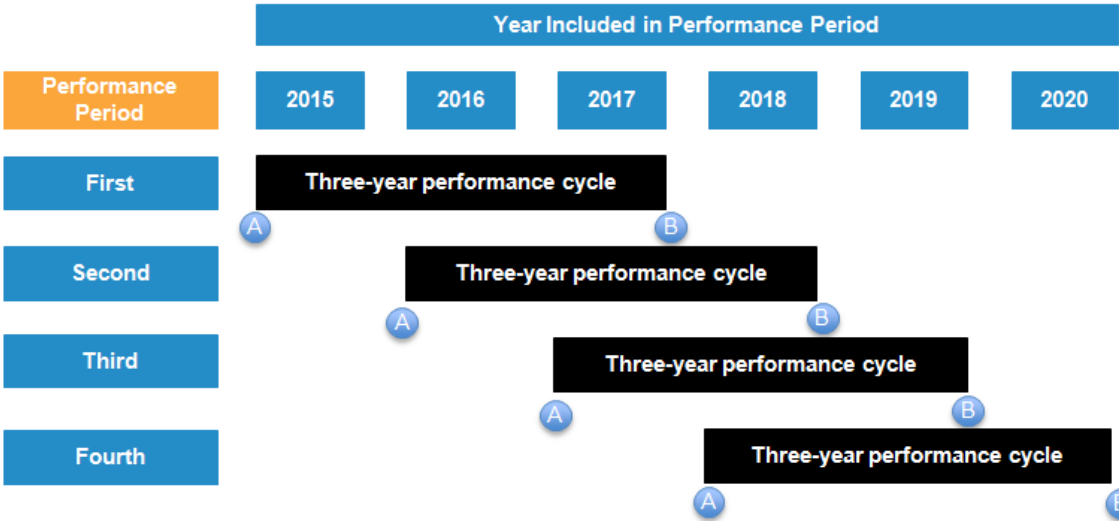 Year Included in Performance Period
Performance
Period
2015
2016
2017
2018
2019
2020
First
Three-year performance cycle
A
B
Second
Three-year performance cycle
A
B
Third
Three-year performance cycle
A
B
Fourth
Three-year performance cycle
A